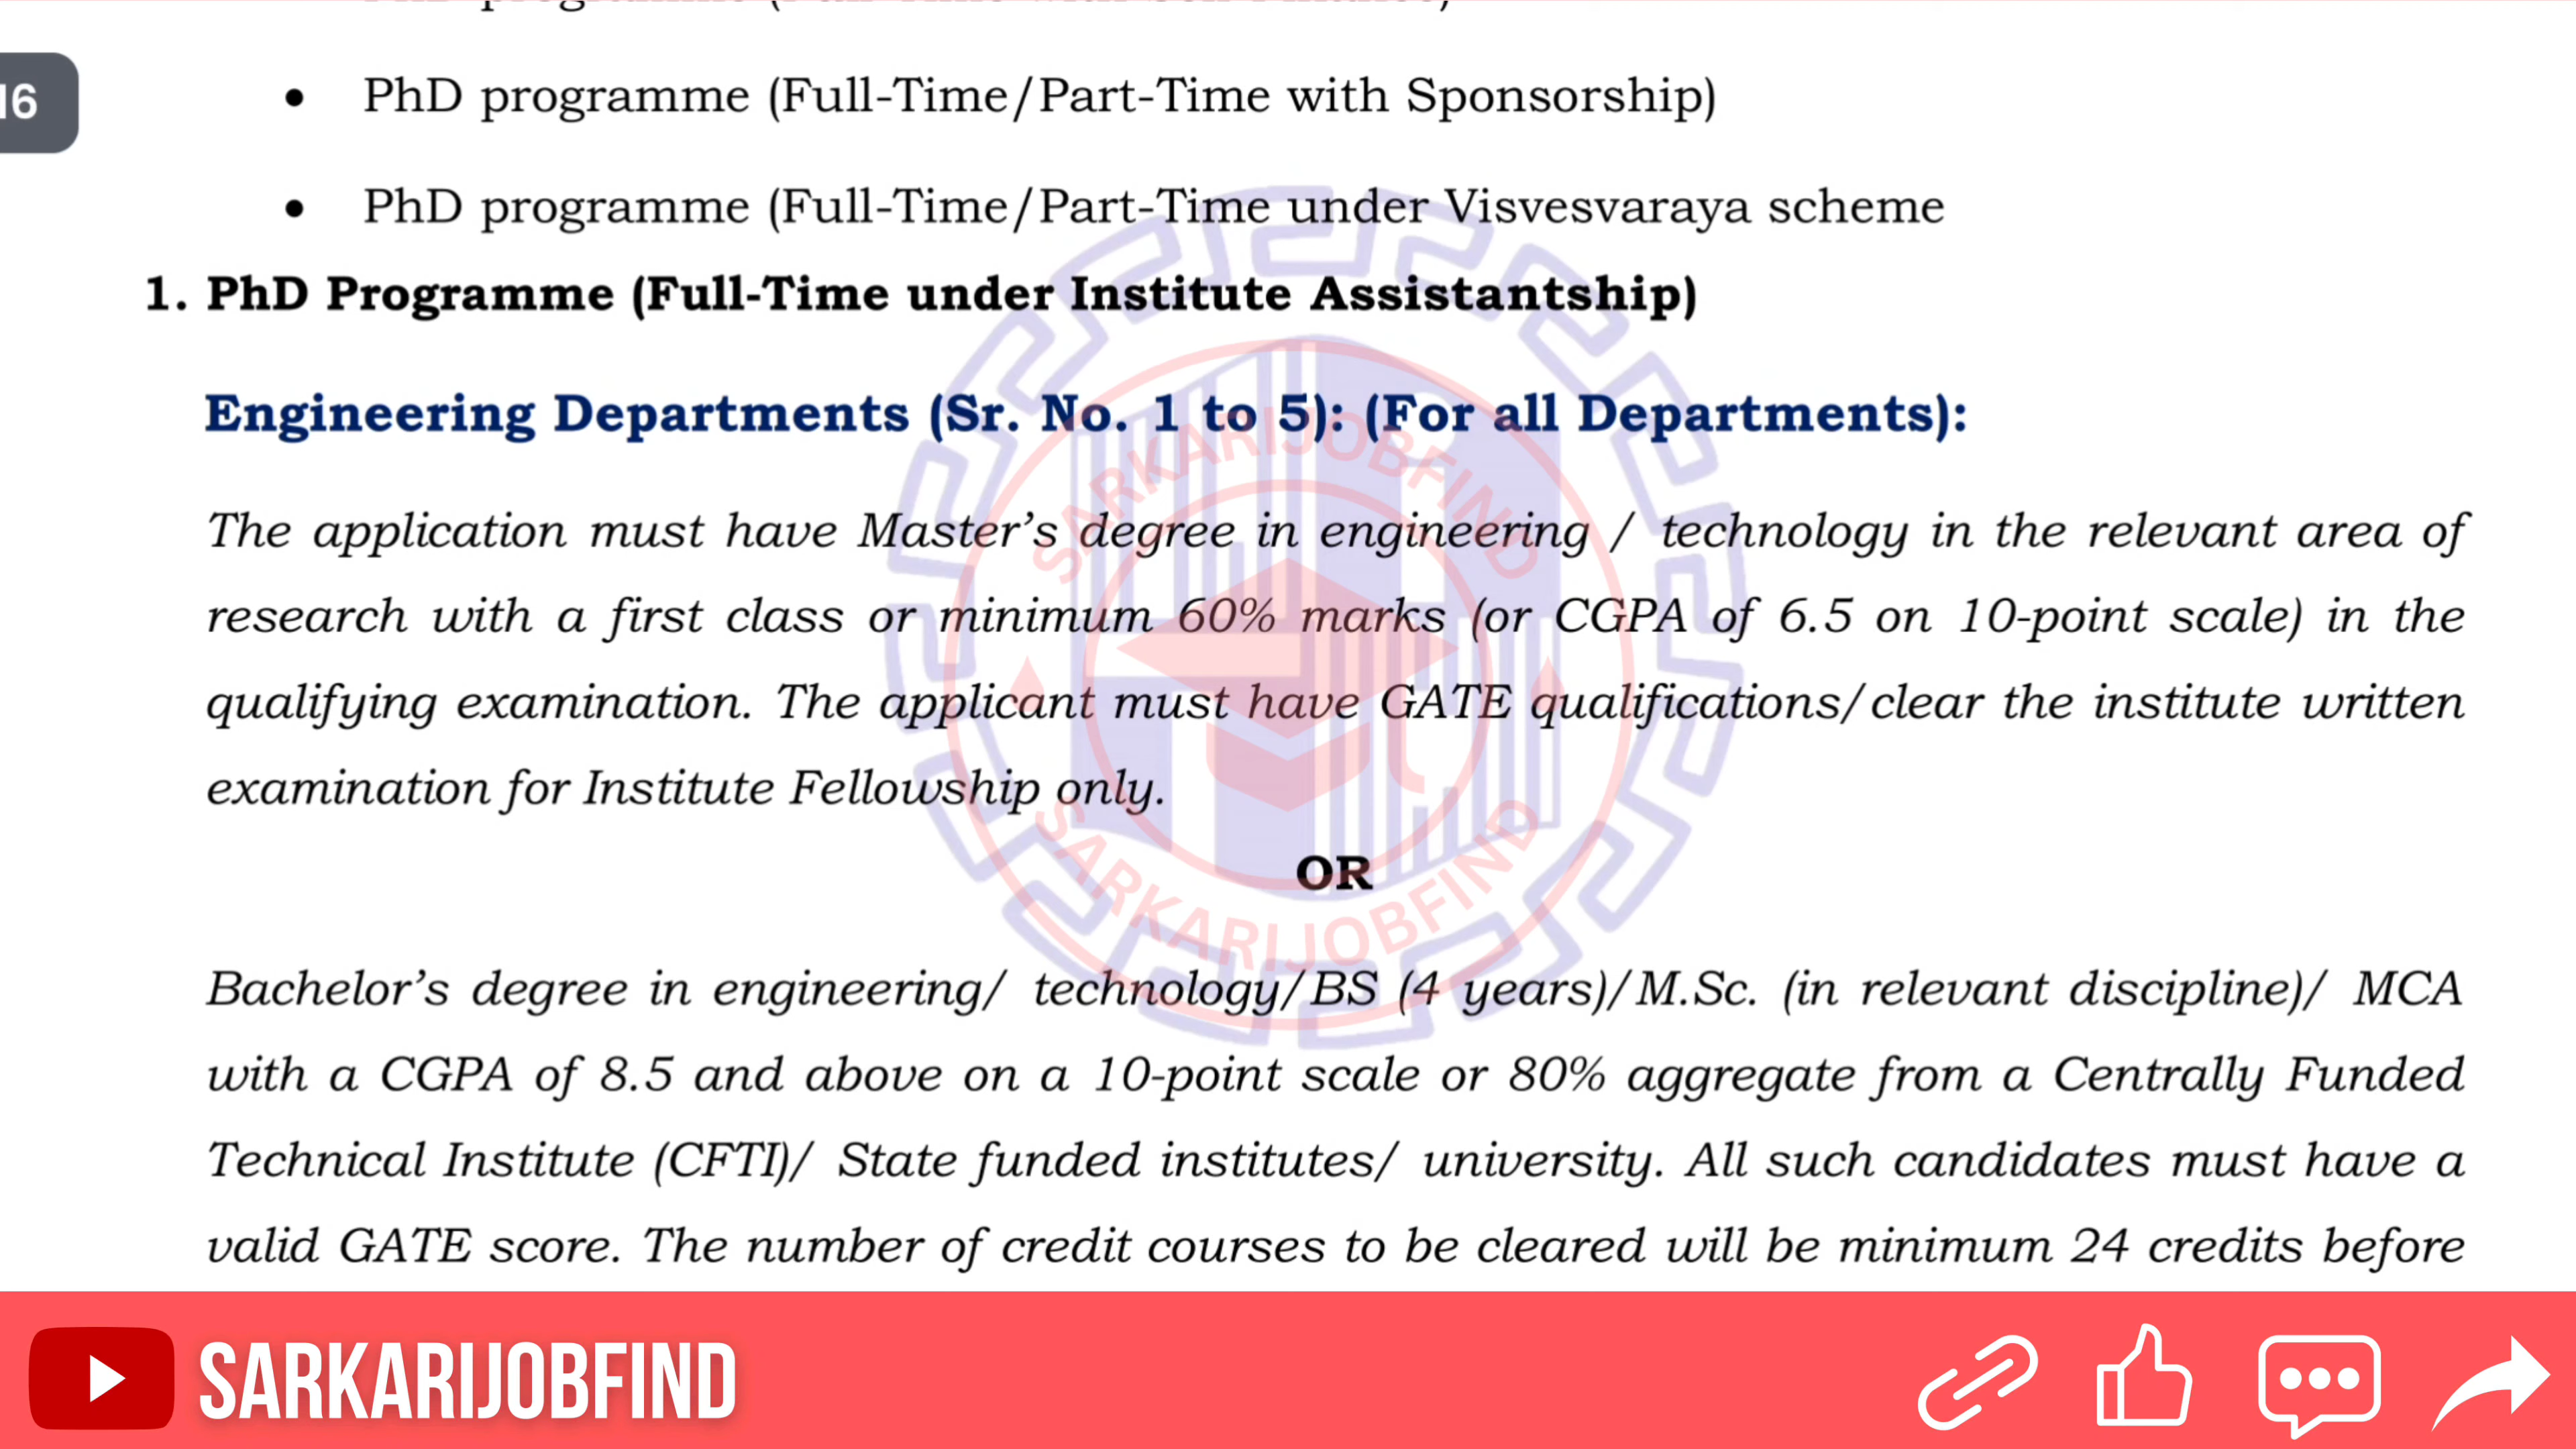 16
• PhD programme (Full-Time/Part-Time with Sponsorship)
• PhD programme (Full-Time/Part-Time under Visvesvaraya scheme
1. PhD Programme (Full-Time under Institute Assistantship)
Engineering Departments (Sr. No. 1 to 5): (For all Departments):
The application must have Master's degree in engineering / technology in the relevant area of
research with a first class or minimum 60% marks (or CGPA of 6.5 on 10-point scale) in the
qualifying examination. The applicant must have GATE qualifications/clear the institute written
examination for Institute Fellowship only.
OR
Bachelor's degree in engineering/ technology/BS (4 years)/M.Sc. (in relevant discipline)/ MCA
with a CGPA of 8.5 and above on a 10-point scale or 80% aggregate from a Centrally Funded
Technical Institute (CFTI)/ State funded institutes/ university. All such candidates must have a
valid GATE score. The number of credit courses to be cleared will be minimum 24 credits before
SARKARIJOBFIND
SARKARIJOBFIND
SARKARIJOBFIND